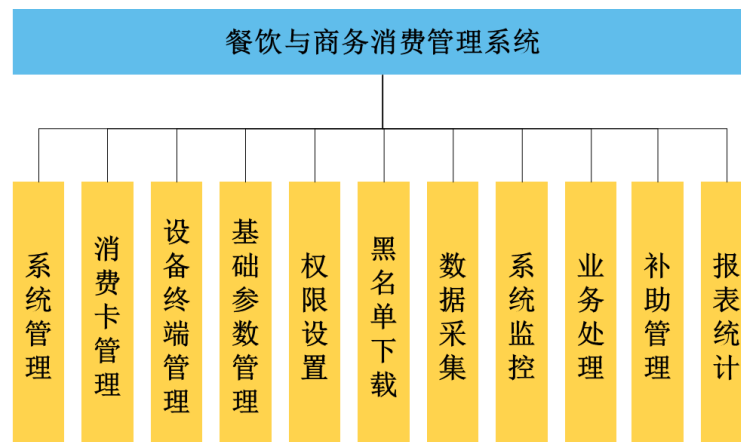 餐饮与商务消费管理系统
系统管理
消费卡管理
设备终端管理
基础参数管理
权限设置
黑名单下载
数据采集
系统监控
业务处理
补助管理
报表统计